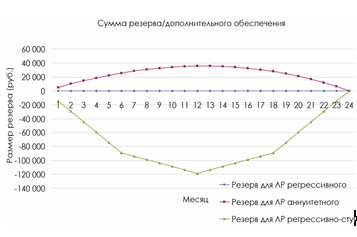 Сумма резерва/дополнительного обеспечения
Размер резерва (руб.)
60 000
40 000
20 000
0
-20 000
-40 000
-60 000
-80 000
-100 000
-120 000
-140 000
1 2 3 4 5 6 7 8 9 10 11 12 13 14 15 16 17 18 19 20 21 22 23 24
Месяц
Резерв для ЛР регрессивного
Резерв для ЛР аннуитетного
Резерв для ЛР регрессивно-сту